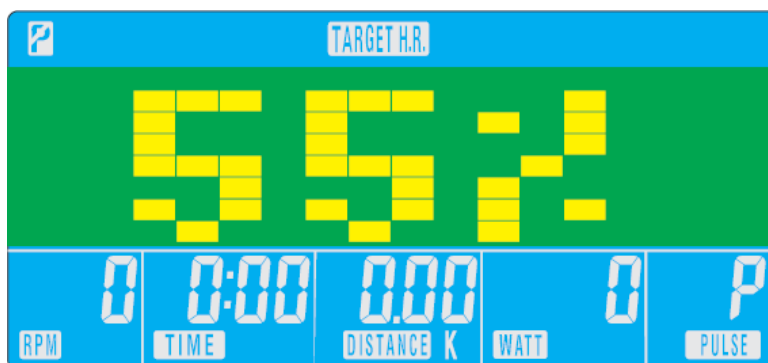 P TARGET H.R.
55%
0 0:00 0.00 0 P
RPM TIME DISTANCE K WATT PULSE